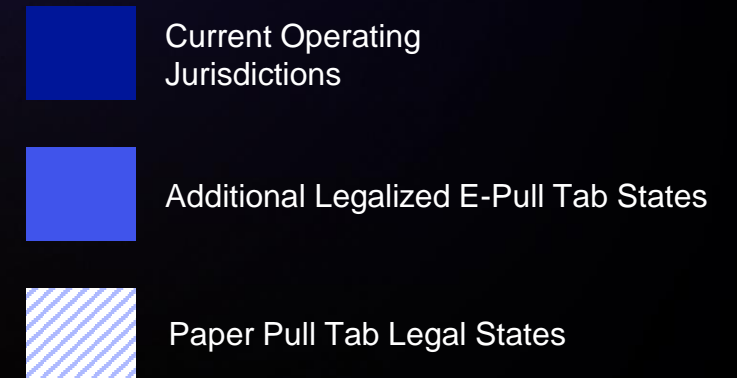 Current Operating
Jurisdictions
Additional Legalized E-Pull Tab States
Paper Pull Tab Legal States